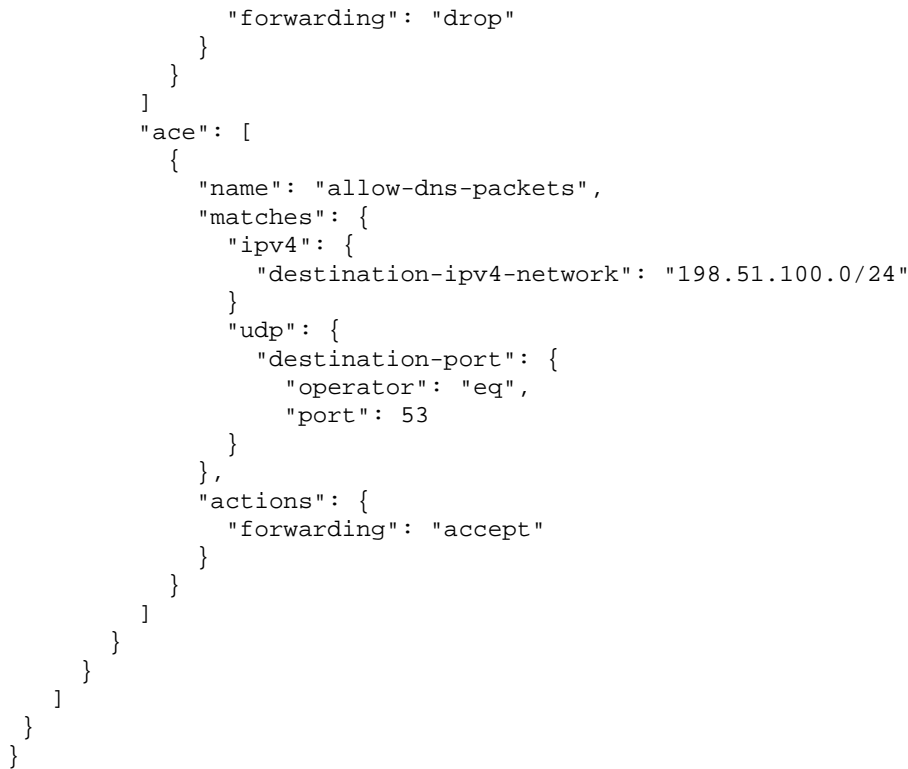 "forwarding": "drop"
}
}
]
"ace": [
{
"name": "allow-dns-packets",
"matches": {
"ipv4": {
"destination-ipv4-network": "198.51.100.0/24"
}
"udp": {
"destination-port": {
"operator": "eq",
"port": 53
}
},
"actions": {
"forwarding": "accept"
}
}
]
}
}
]
}
}